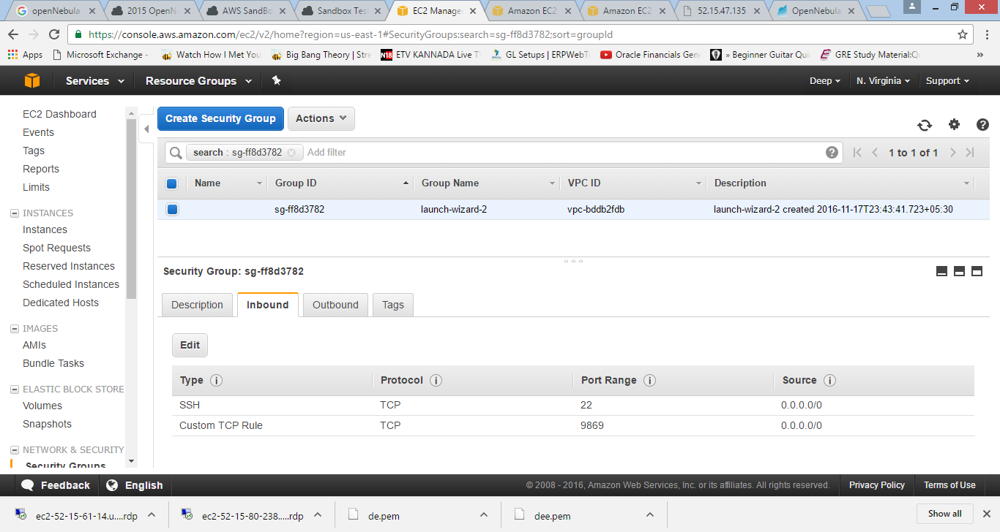 openNebula
2015 OpenN
AWS SandBo
Sandbox Tes
EC2 Manage
Amazon EC2
Amazon EC2
52.15.47.135
OpenNebula
https://console.aws.amazon.com/ec2/v2/home?region=us-east-1#SecurityGroups:search=sg-ff8d3782;sort=groupId
Apps
Microsoft Exchange -
Watch How I Met You
Big Bang Theory | Stre
N18 ETV KANNADA Live T
GL Setups | ERPWebT
Oracle Financials Gen
» Beginner Guitar Qui
GRE Study Material:Q
»
Services
Resource Groups
Deep
N. Virginia
Support
EC2 Dashboard
Events
Tags
Reports
Limits
INSTANCES
Instances
Spot Requests
Reserved Instances
Scheduled Instances
Dedicated Hosts
IMAGES
AMIs
Bundle Tasks
ELASTIC BLOCK STORE
Volumes
Snapshots
NETWORK & SECURITY
Security Groups
Create Security Group
Actions
search : sg-ff8d3782
Add filter
1 to 1 of 1
Name Group ID Group Name VPC ID Description
sg-ff8d3782 launch-wizard-2 vpc-bddb2fdb launch-wizard-2 created 2016-11-17T23:43:41.723+05:30
Security Group: sg-ff8d3782
Description Inbound Outbound Tags
Edit
Type Protocol Port Range Source
SSH TCP 22 0.0.0.0/0
Custom TCP Rule TCP 9869 0.0.0.0/0
Feedback
English
© 2008 - 2016, Amazon Web Services, Inc. or its affiliates. All rights reserved.
Privacy Policy
Terms of Use
ec2-52-15-61-14.u....rdp
ec2-52-15-80-238.....rdp
de.pem
dee.pem
Show all